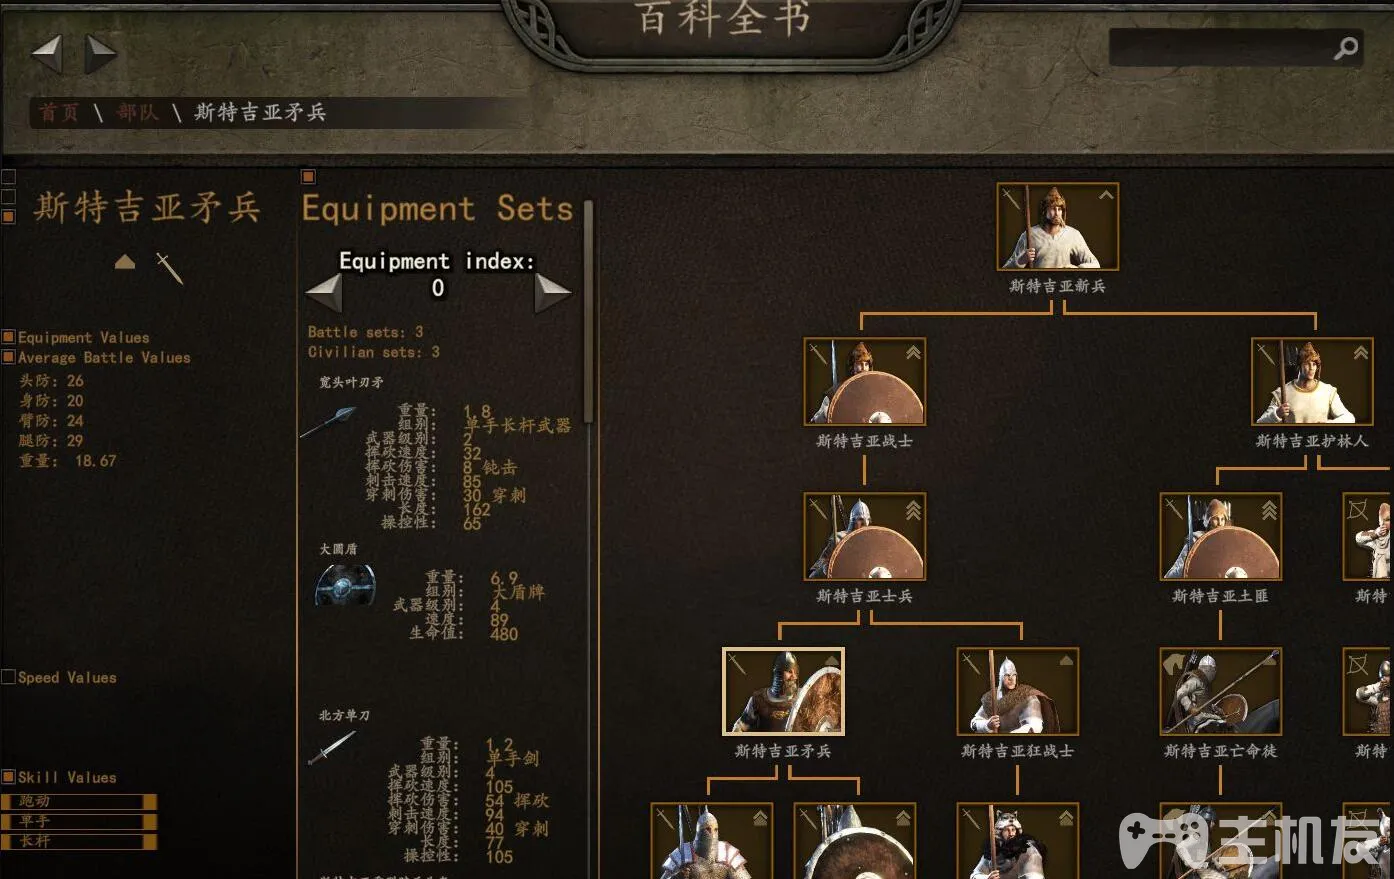 百科全书
首页 \ 部队 \ 斯特吉亚矛兵
斯特吉亚矛兵
Equipment Values
Average Battle Values
头防: 26
身防: 20
臂防: 24
腿防: 29
重量: 18.67
Speed Values
Skill Values
跑动
单手
长杆
Equipment Sets
Equipment index:
0
Battle sets: 3
Civilian sets: 3
宽头叶刃矛
重量: 1.8
组别: 单手长杆武器
武器级别: 2
挥砍速度: 32
挥砍伤害: 8 钝击
刺击速度: 85
穿刺伤害: 30 穿刺
长度: 162
操控性: 65
大圆盾
重量: 6.9
组别: 大盾牌
武器级别: 4
速度: 89
生命值: 480
北方单刀
重量: 1.2
组别: 单手剑
武器级别: 4
挥砍速度: 105
挥砍伤害: 54 挥砍
刺击速度: 94
穿刺伤害: 40 穿刺
长度: 77
操控性: 105
斯特吉亚新兵
斯特吉亚战士
斯特吉亚护林人
斯特吉亚士兵
斯特吉亚土匪
斯特
斯特吉亚矛兵
斯特吉亚狂战士
斯特吉亚亡命徒
斯特
主机友